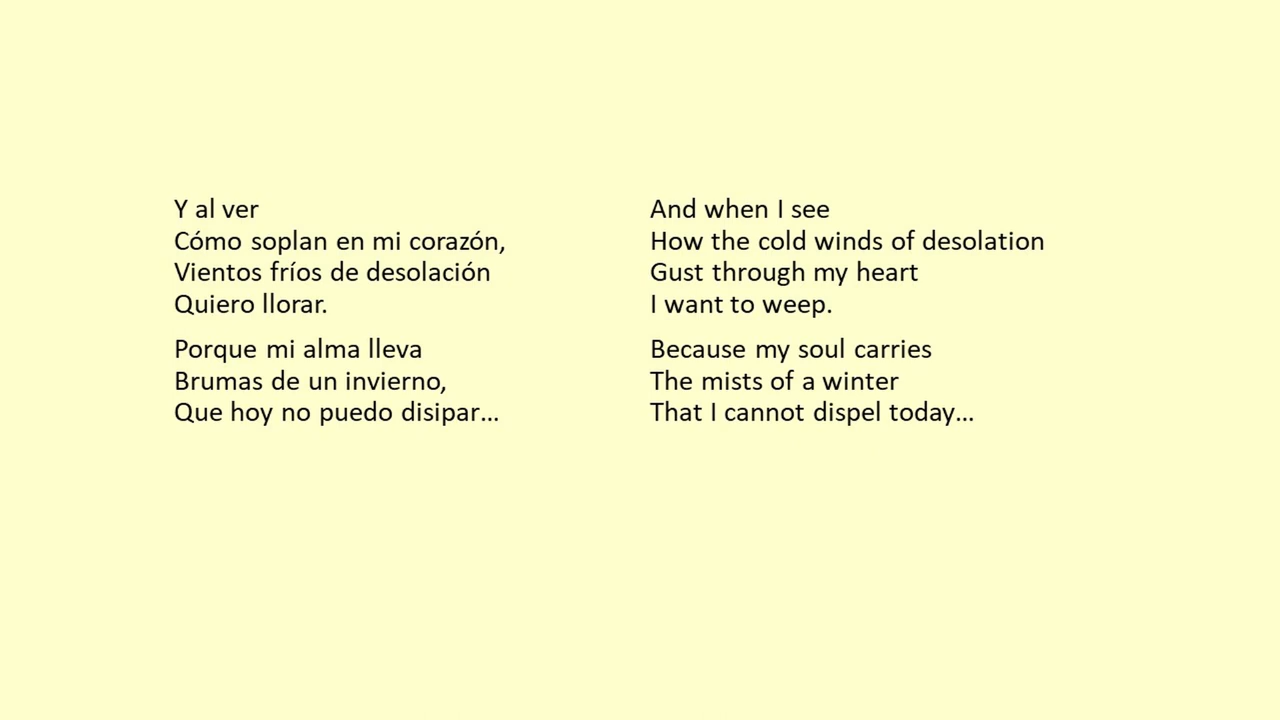 Y al ver
Cómo soplan en mi corazón,
Vientos fríos de desolación
Quiero llorar.
Porque mi alma lleva
Brumas de un invierno,
Que hoy no puedo disipar...
And when I see
How the cold winds of desolation
Gust through my heart
I want to weep.
Because my soul carries
The mists of a winter
That I cannot dispel today...